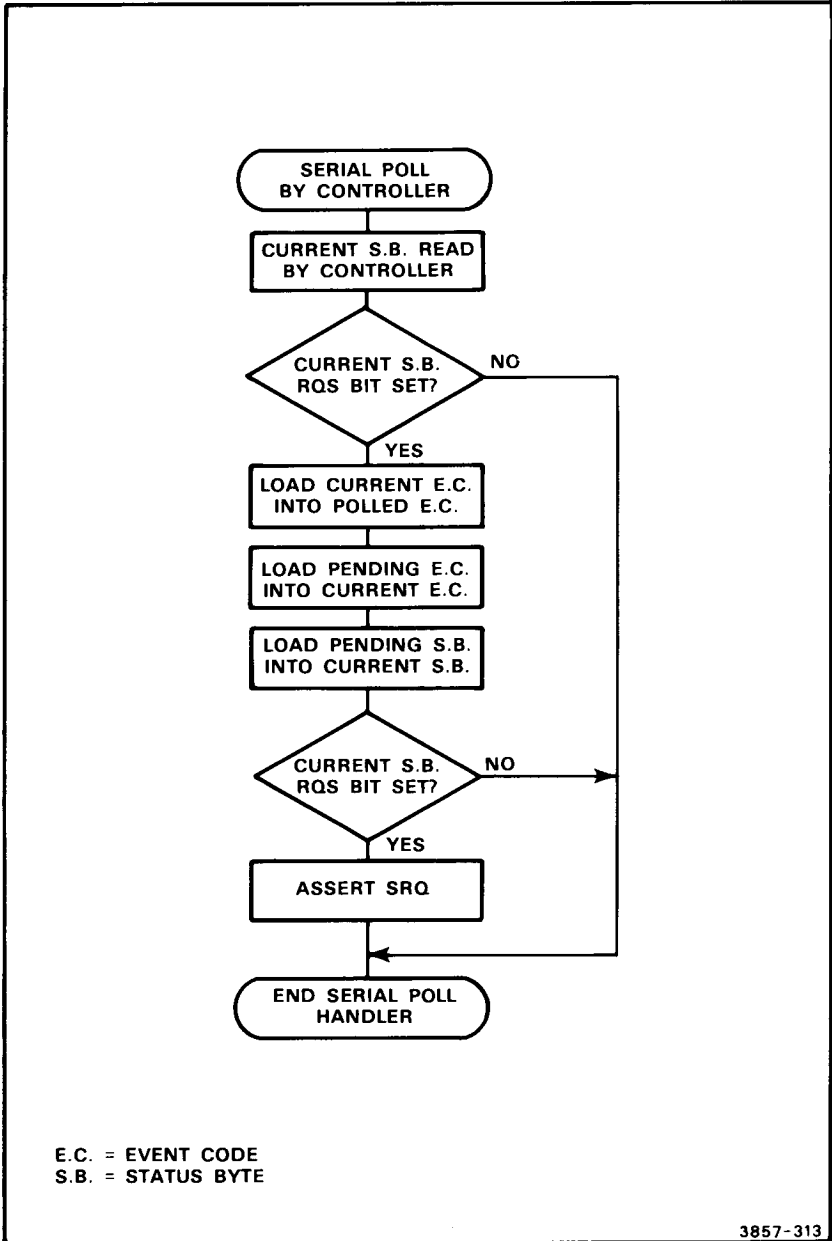 SERIAL POLL
BY CONTROLLER
CURRENT S.B. READ
BY CONTROLLER
CURRENT S.B.
RQS BIT SET?
NO
YES
LOAD CURRENT E.C.
INTO POLLED E.C.
LOAD PENDING E.C.
INTO CURRENT E.C.
LOAD PENDING S.B.
INTO CURRENT S.B.
CURRENT S.B.
RQS BIT SET?
NO
YES
ASSERT SRQ
END SERIAL POLL
HANDLER
E.C. = EVENT CODE
S.B. = STATUS BYTE
3857-313